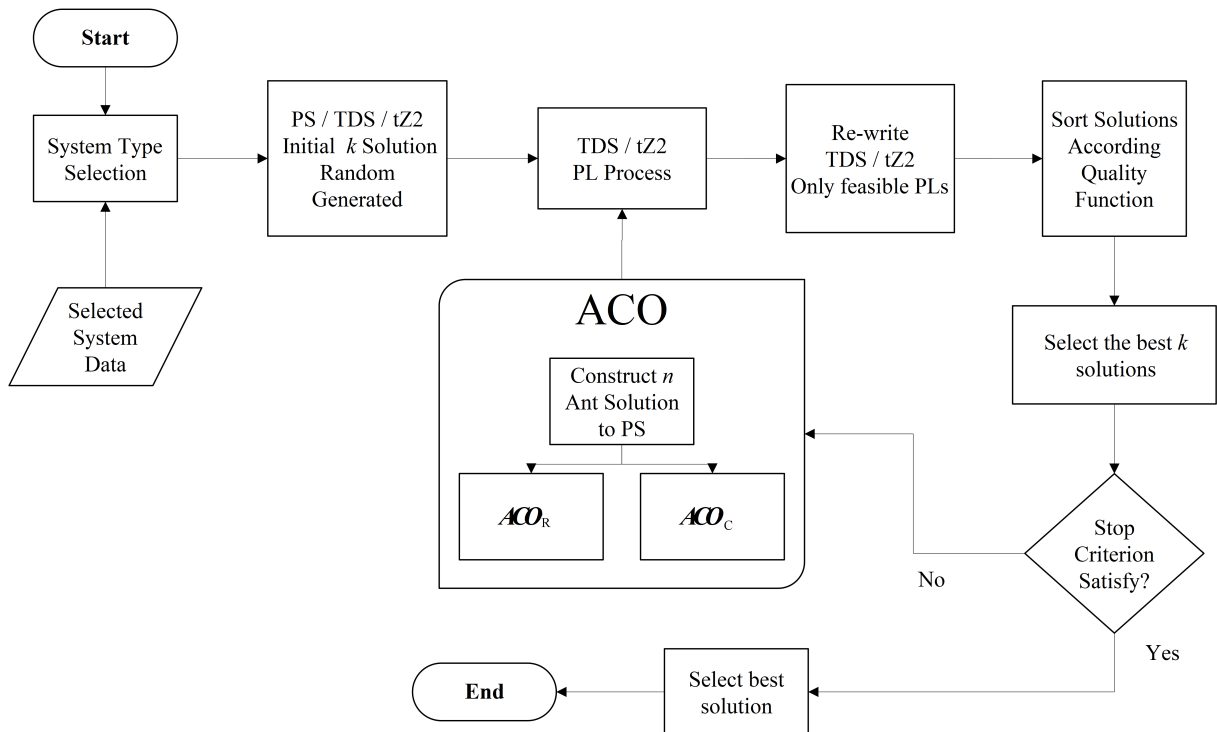 Start
System Type
Selection
Selected
System
Data
PS / TDS / tZ2
Initial k Solution
Random
Generated
TDS / tZ2
PL Process
Re-write
TDS / tZ2
Only feasible PLs
Sort Solutions
According
Quality
Function
Select the best k
solutions
Stop
Criterion
Satisfy?
No
Yes
ACO
Construct n
Ant Solution
to PS
ACO R
ACO C
Select best
solution
End